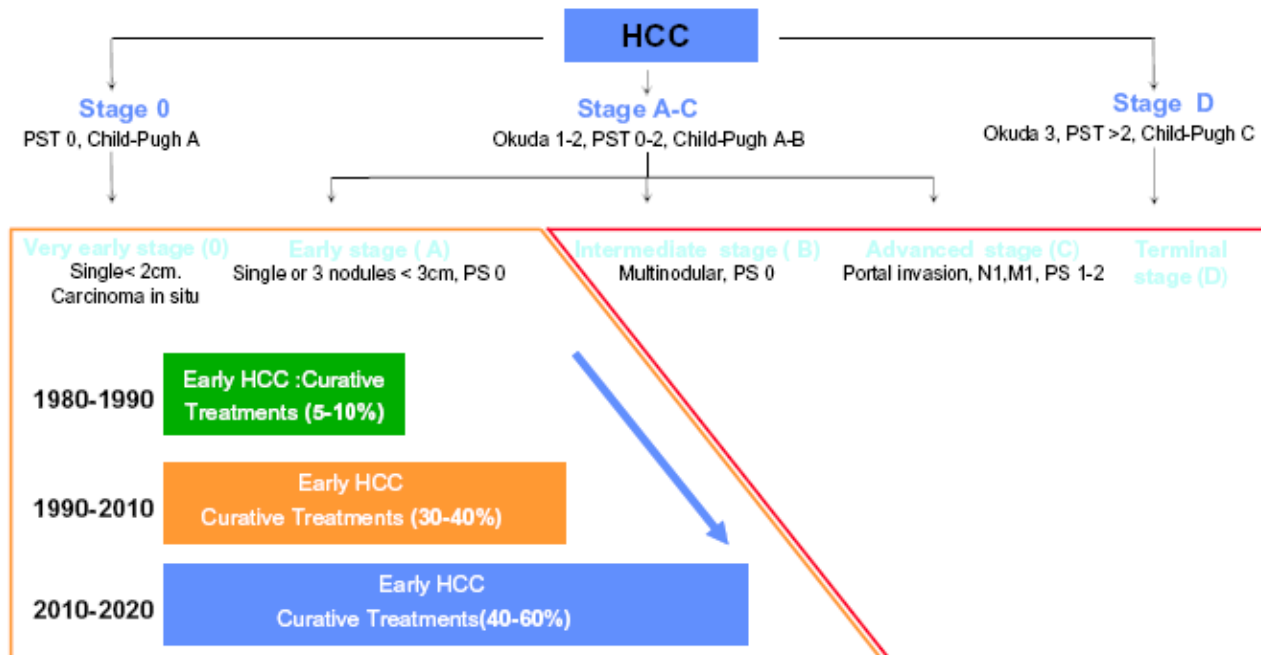 HCC
Stage 0
PST 0, Child-Pugh A
Stage A-C
Okuda 1-2, PST 0-2, Child-Pugh A-B
Stage D
Okuda 3, PST >2, Child-Pugh C
Very early stage (0)
Single< 2cm.
Carcinoma in situ
Early stage ( A)
Single or 3 nodules < 3cm, PS 0
Intermediate stage ( B)
Multinodular, PS 0
Advanced stage (C)
Portal invasion, N1,M1, PS 1-2
Terminal
stage (D)
1980-1990
Early HCC :Curative
Treatments (5-10%)
1990-2010
Early HCC
Curative Treatments (30-40%)
2010-2020
Early HCC
Curative Treatments(40-60%)